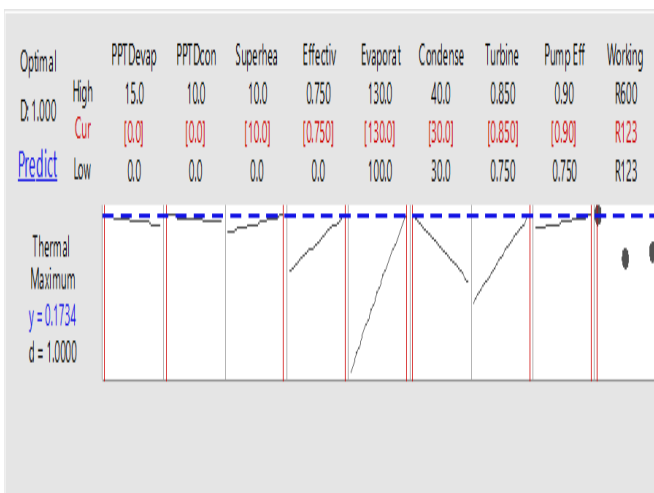 Optimal
D: 1.000
Predict
High
Cur
Low
PPTDevap
15.0
[0.0]
0.0
PPTDcon
10.0
[0.0]
0.0
Superhea
10.0
[10.0]
0.0
Effectiv
0.750
[0.750]
0.0
Evaporat
130.0
[130.0]
100.0
Condense
40.0
[30.0]
30.0
Turbine
0.850
[0.850]
0.750
Pump Eff
0.90
[0.90]
0.750
Working
R600
R123
R123
Thermal
Maximum
y = 0.1734
d = 1.0000